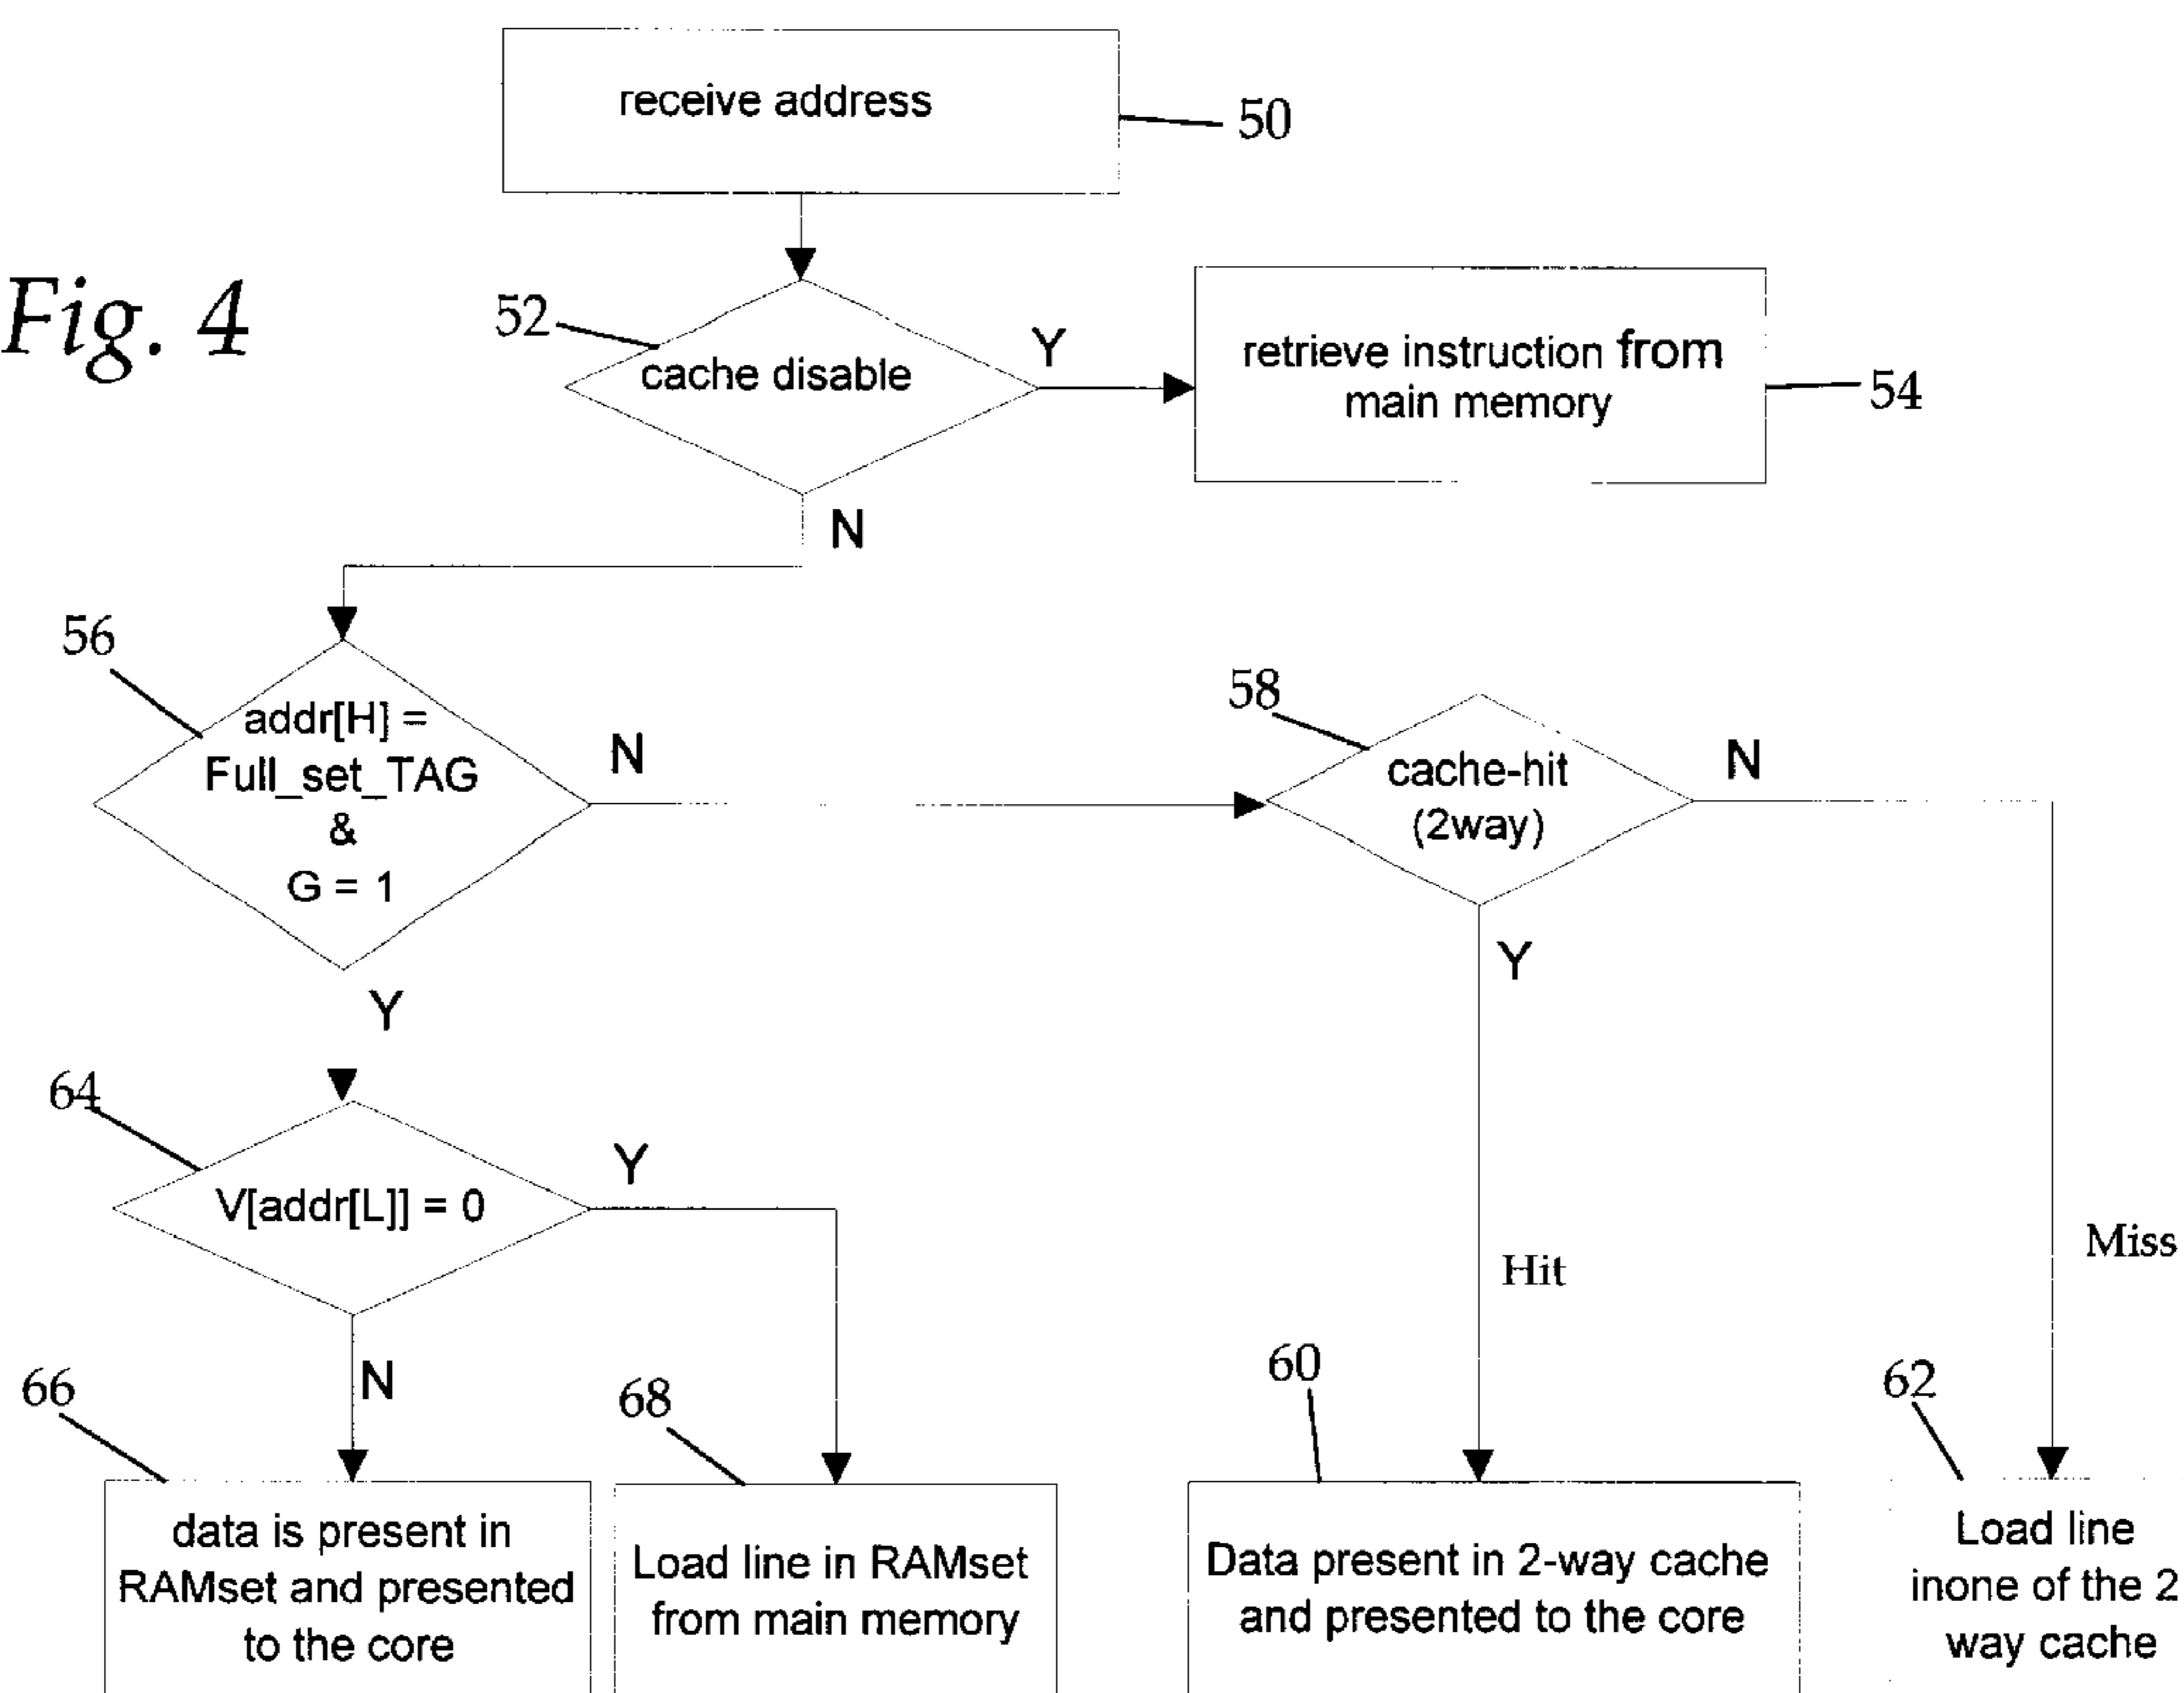 receive address
50
Fig. 4
52
cache disable
Y
retrieve instruction from
main memory
54
N
56
addr[H] =
Full_set_TAG
&
G = 1
N
58
cache-hit
(2way)
N
Y
Y
64
V[addr[L]] = 0
Y
Hit
Miss
N
66
68
60
62
data is present in
RAMset and presented
to the core
Load line in RAMset
from main memory
Data present in 2-way cache
and presented to the core
Load line
inone of the 2
way cache